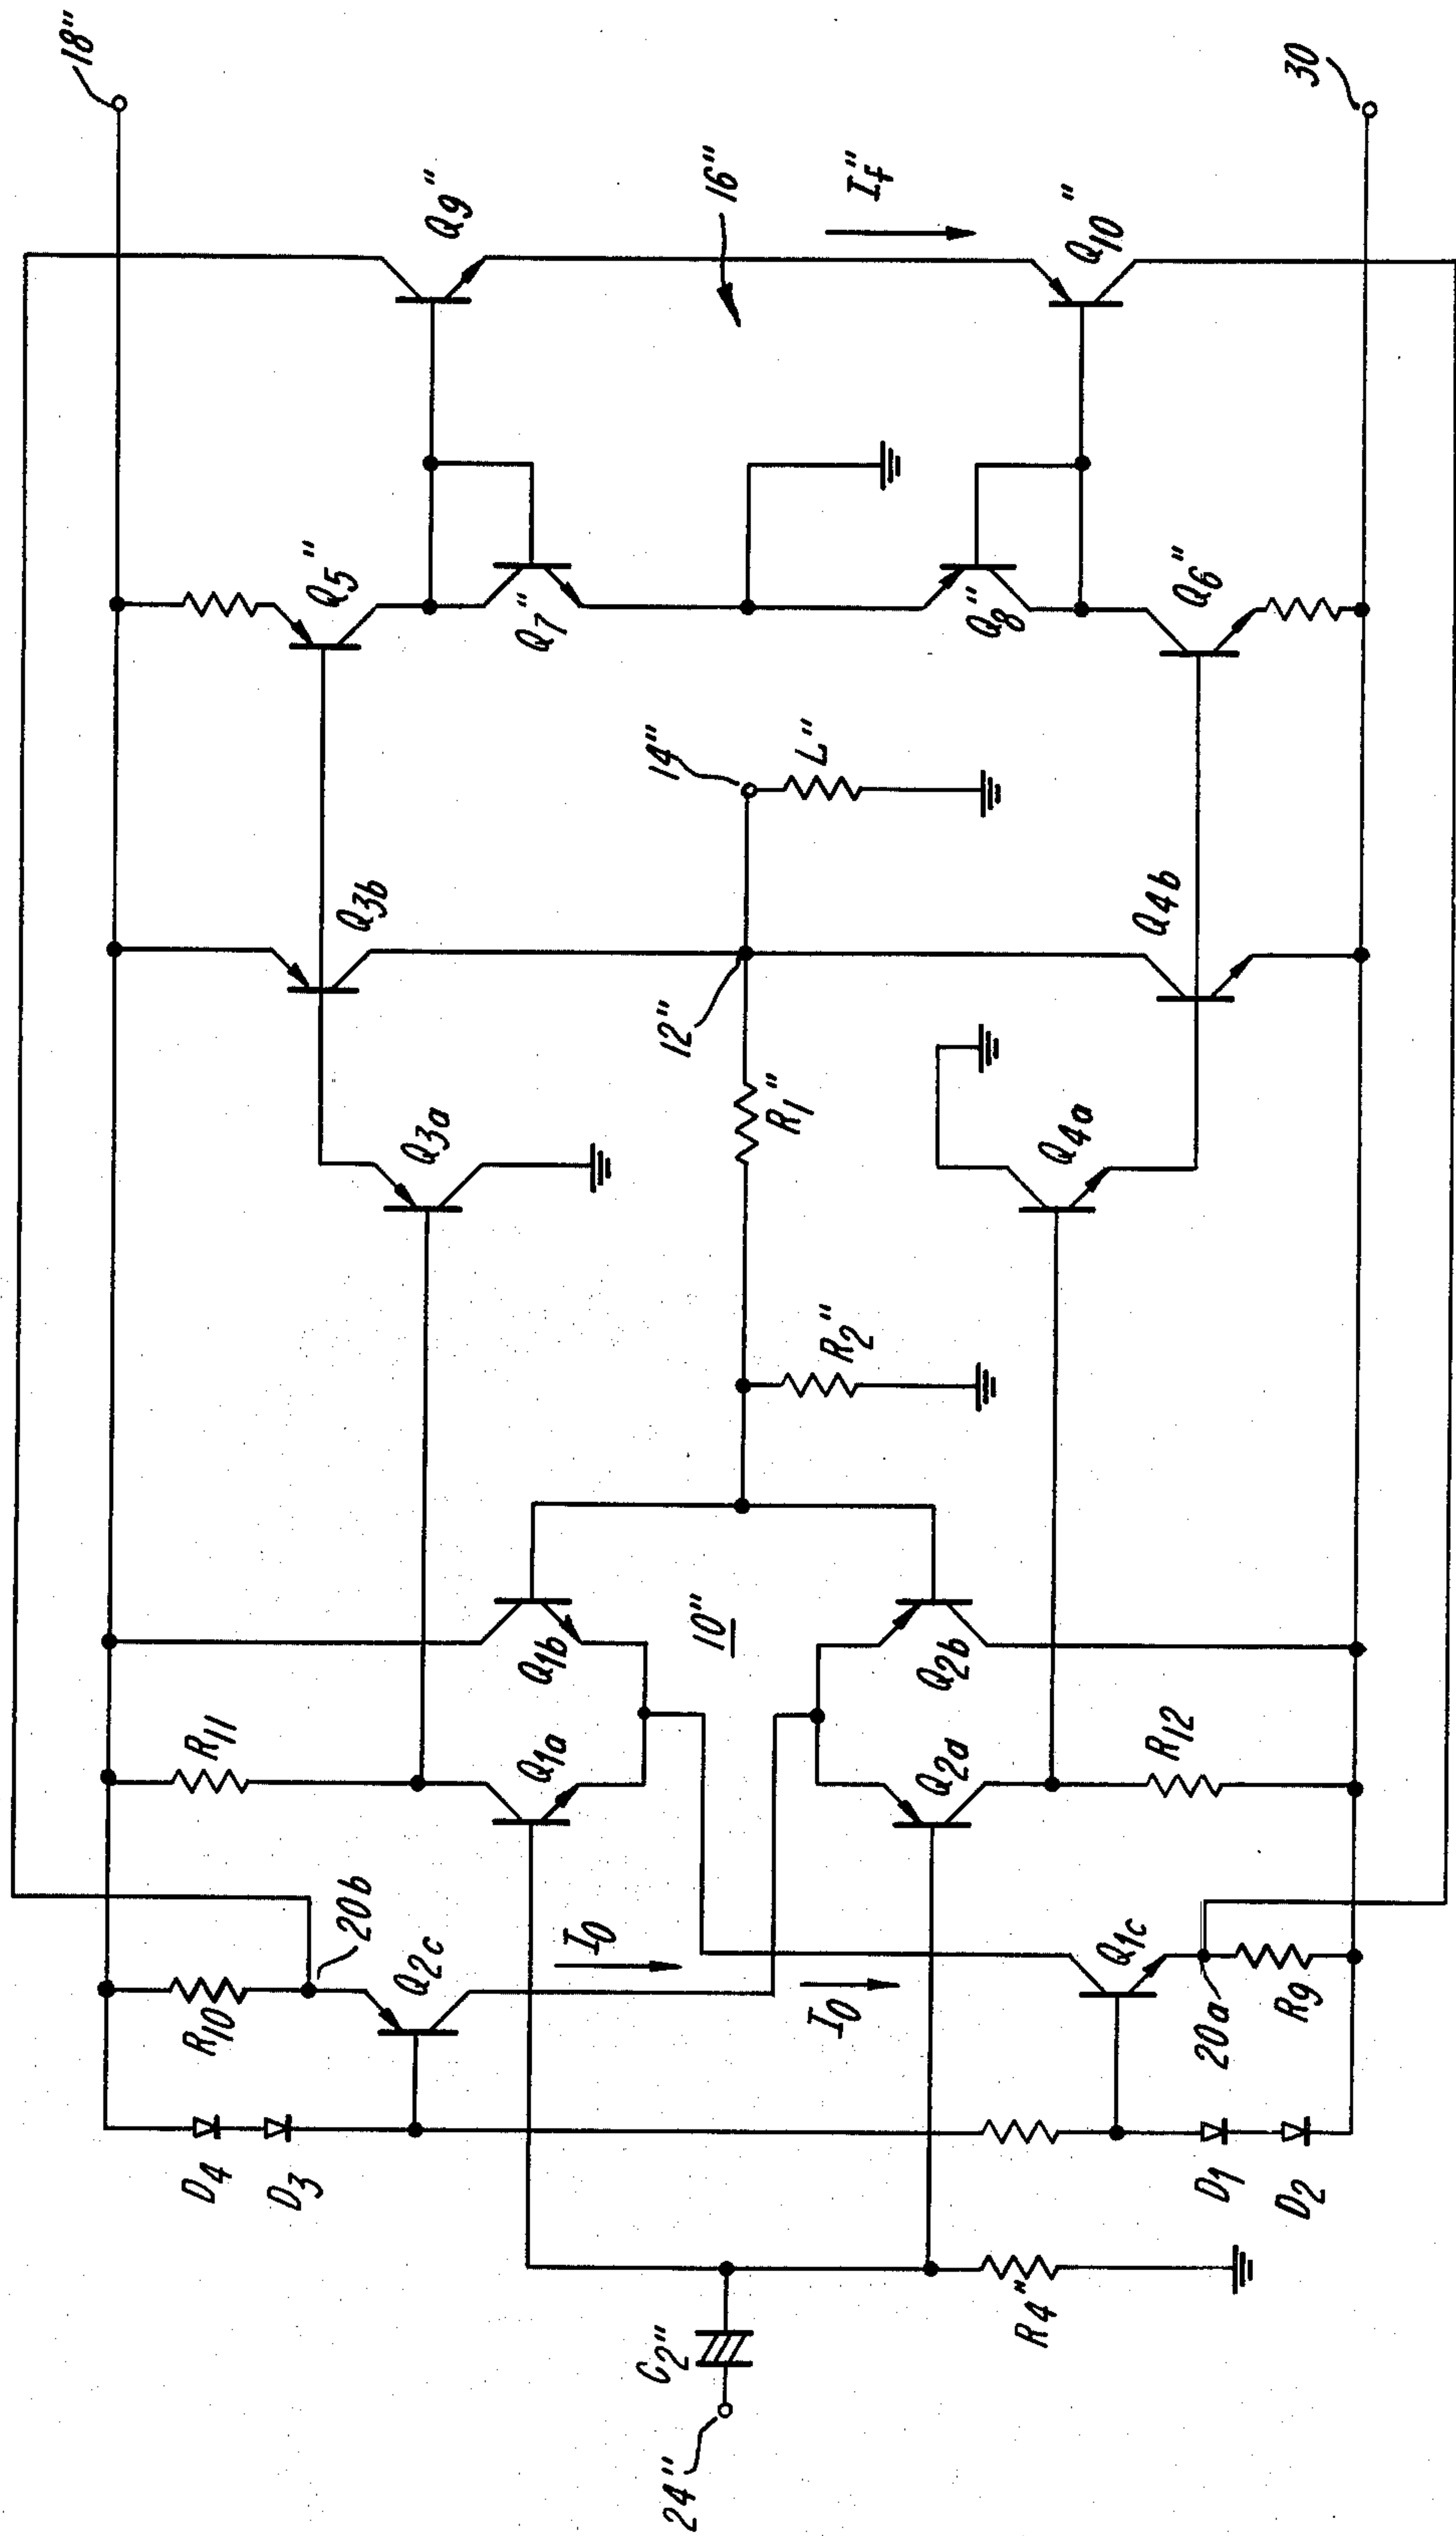 18"
30
Q9"
16"
If"
Q10"
Q5"
Q7"
Q8"
Q6"
14"
L"
Q3b
12"
Q4b
Q3a
R1"
Q4a
R2"
10"
Q1b
Q2b
R11
Q1a
Q2a
R12
20b
I0
Q2c
Q1c
I0
R10
20a
R9
D4
D3
D1
D2
C2"
R4"
24"